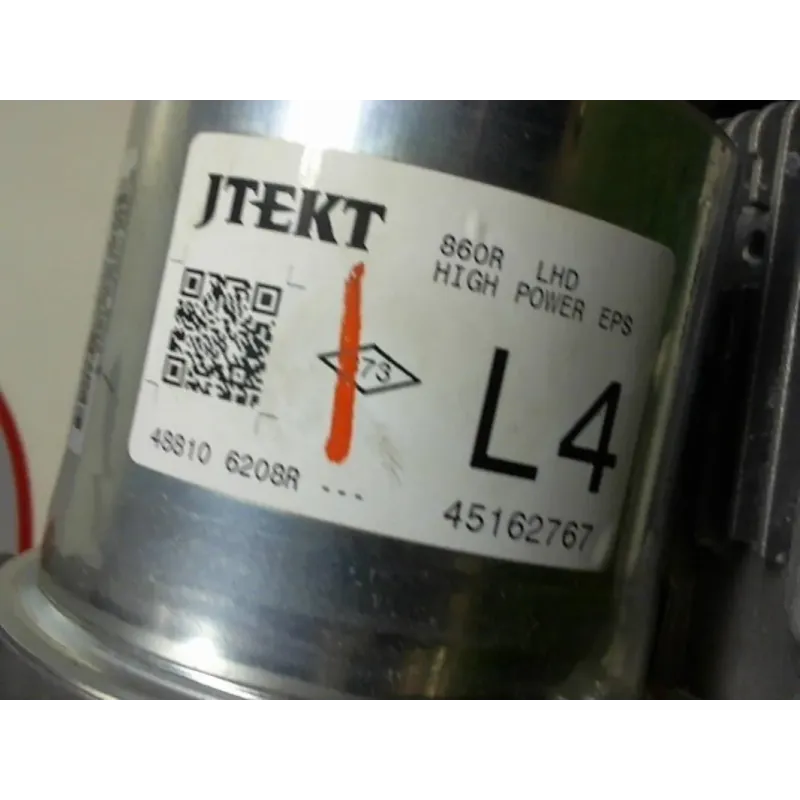 JTEKT
860R LHD
HIGH POWER EPS
73
L4
48810 6208R ---
45162767